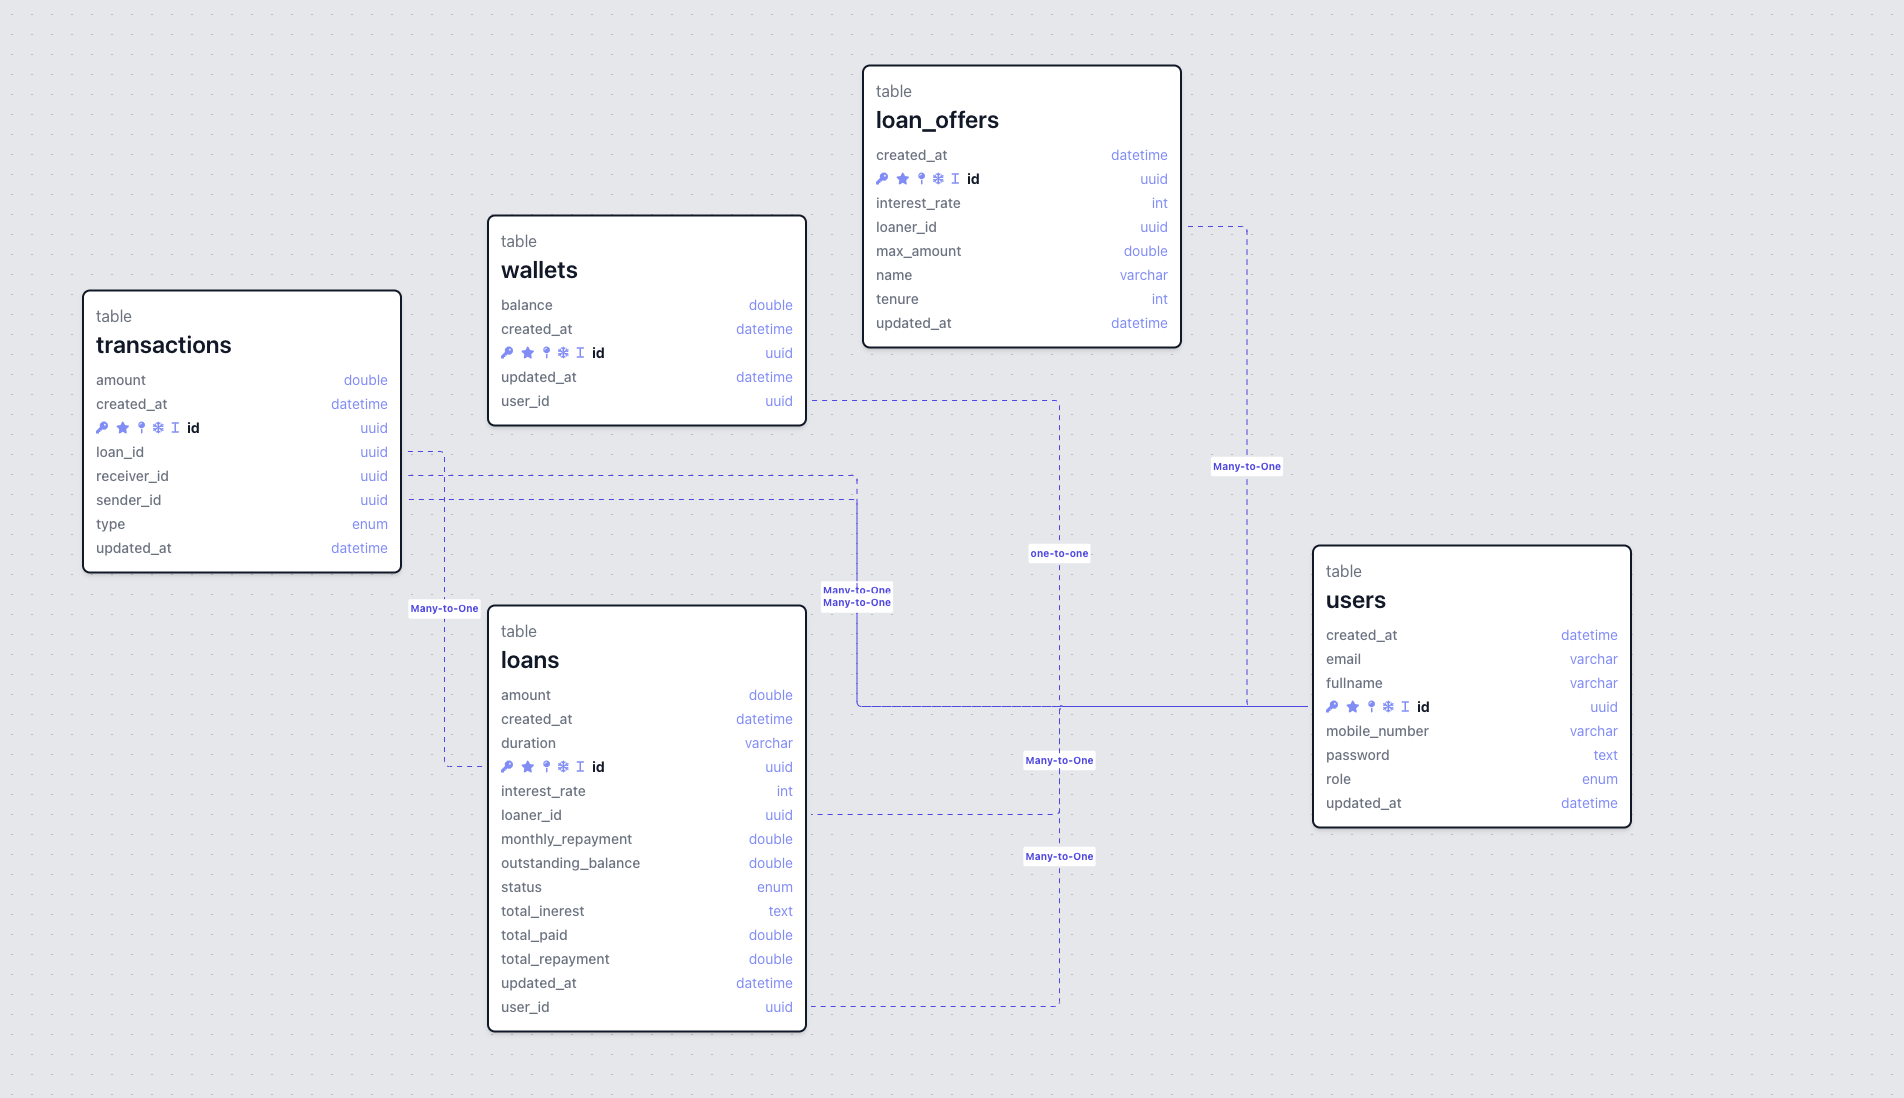 table
loan_offers
created_at datetime
id uuid
interest_rate int
loaner_id uuid
max_amount double
name varchar
tenure int
updated_at datetime
table
wallets
balance double
created_at datetime
id uuid
updated_at datetime
user_id uuid
table
transactions
amount double
created_at datetime
id uuid
loan_id uuid
receiver_id uuid
sender_id uuid
type enum
updated_at datetime
Many-to-One
one-to-one
Many-to-One
Many-to-One
Many-to-One
table
loans
amount double
created_at datetime
duration varchar
id uuid
interest_rate int
loaner_id uuid
monthly_repayment double
outstanding_balance double
status enum
total_inerest text
total_paid double
total_repayment double
updated_at datetime
user_id uuid
Many-to-One
Many-to-One
table
users
created_at datetime
email varchar
fullname varchar
id uuid
mobile_number varchar
password text
role enum
updated_at datetime